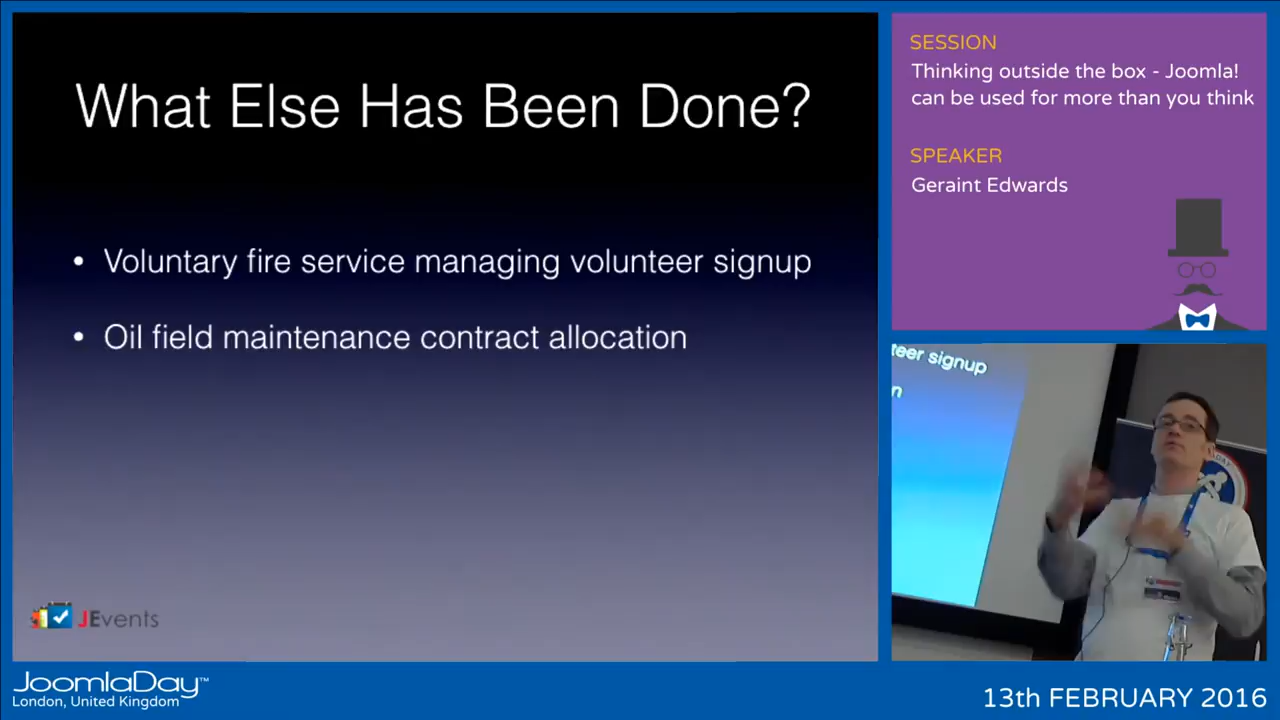 What Else Has Been Done?
• Voluntary fire service managing volunteer signup
• Oil field maintenance contract allocation
JEvents
SESSION
Thinking outside the box - Joomla!
can be used for more than you think
SPEAKER
Geraint Edwards
teer signup
n
JoomlaDay™
London, United Kingdom
13th FEBRUARY 2016